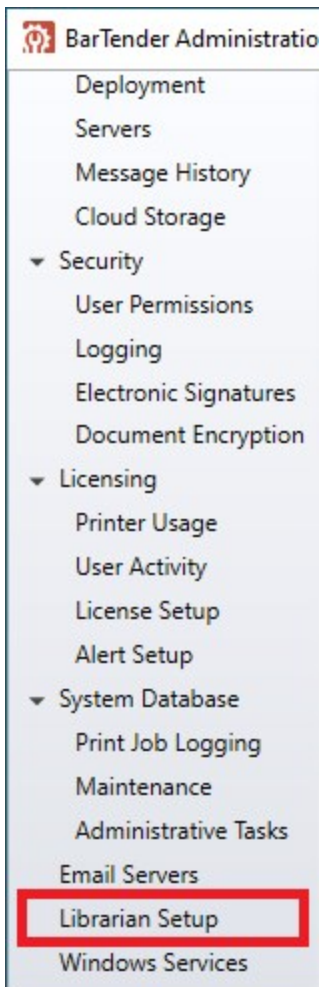 BarTender Administratio
Deployment
Servers
Message History
Cloud Storage
Security
User Permissions
Logging
Electronic Signatures
Document Encryption
Licensing
Printer Usage
User Activity
License Setup
Alert Setup
System Database
Print Job Logging
Maintenance
Administrative Tasks
Email Servers
Librarian Setup
Windows Services